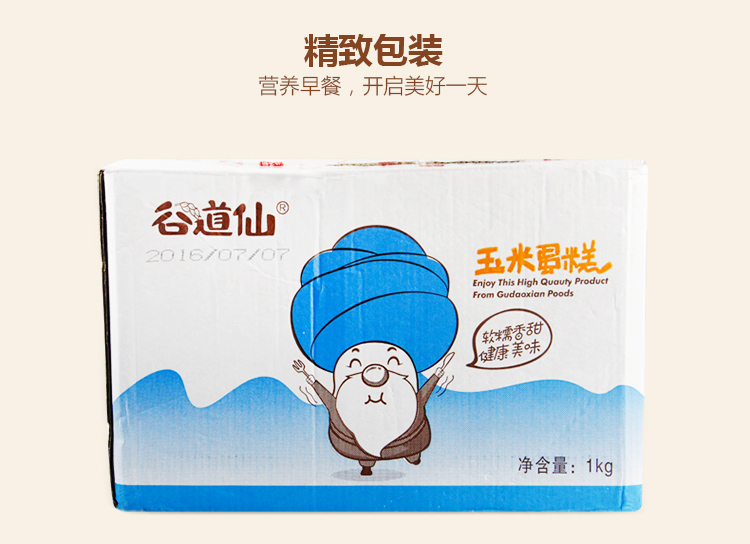 精致包装
营养早餐，开启美好一天
谷道仙®
2016/07/07
玉米蛋糕
Enjoy This High Qauuty Product
From Gudaoxian Poods
软糯香甜
健康美味
净含量：1kg